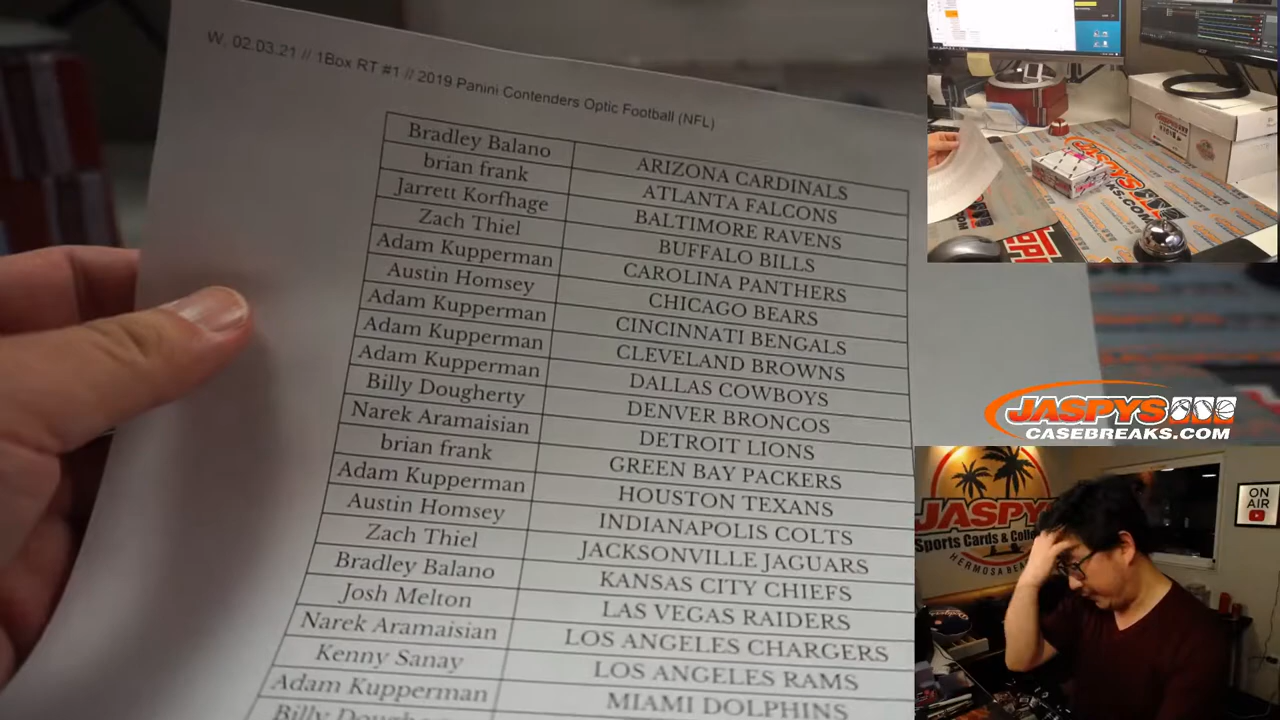 W. 02.03.21 // 1Box RT #1 // 2019 Panini Contenders Optic Football (NFL)
Bradley Balano ARIZONA CARDINALS
brian frank ATLANTA FALCONS
Jarrett Korfhage BALTIMORE RAVENS
Zach Thiel BUFFALO BILLS
Adam Kupperman CAROLINA PANTHERS
Austin Homsey CHICAGO BEARS
Adam Kupperman CINCINNATI BENGALS
Adam Kupperman CLEVELAND BROWNS
Adam Kupperman DALLAS COWBOYS
Billy Dougherty DENVER BRONCOS
Narek Aramaisian DETROIT LIONS
brian frank GREEN BAY PACKERS
Adam Kupperman HOUSTON TEXANS
Austin Homsey INDIANAPOLIS COLTS
Zach Thiel JACKSONVILLE JAGUARS
Bradley Balano KANSAS CITY CHIEFS
Josh Melton LAS VEGAS RAIDERS
Narek Aramaisian LOS ANGELES CHARGERS
Kenny Sanay LOS ANGELES RAMS
Adam Kupperman MIAMI DOLPHINS
Billy
JASPYS
JASPYS
CASEBREAKS.COM
JASPY
Sports Cards & Colle
HERMOSA BEA
ON
AIR